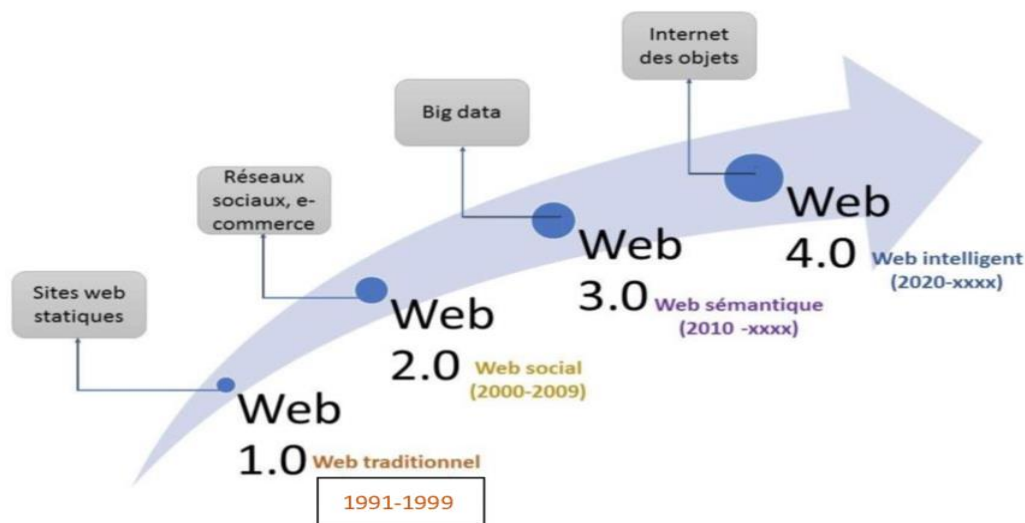 Sites web
statiques
Web
1.0 Web traditionnel
1991-1999
Réseaux
sociaux, e-
commerce
Web
2.0 Web social
(2000-2009)
Big data
Web
3.0 Web sémantique
(2010 -xxxx)
Internet
des objets
Web
4.0 Web intelligent
(2020-xxxx)